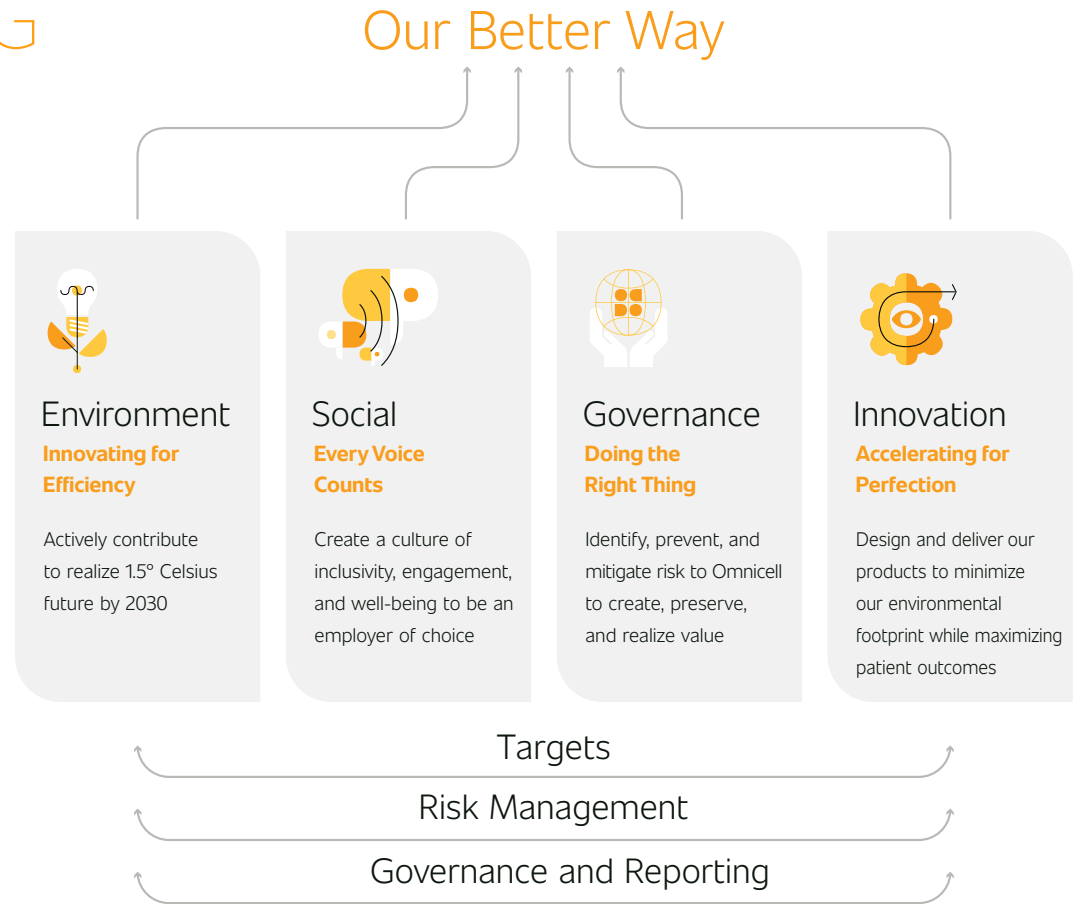 Our Better Way
Environment
Innovating for
Efficiency
Actively contribute
to realize 1.5° Celsius
future by 2030
Social
Every Voice
Counts
Create a culture of
inclusivity, engagement,
and well-being to be an
employer of choice
Governance
Doing the
Right Thing
Identify, prevent, and
mitigate risk to Omnicell
to create, preserve,
and realize value
Innovation
Accelerating for
Perfection
Design and deliver our
products to minimize
our environmental
footprint while maximizing
patient outcomes
Targets
Risk Management
Governance and Reporting